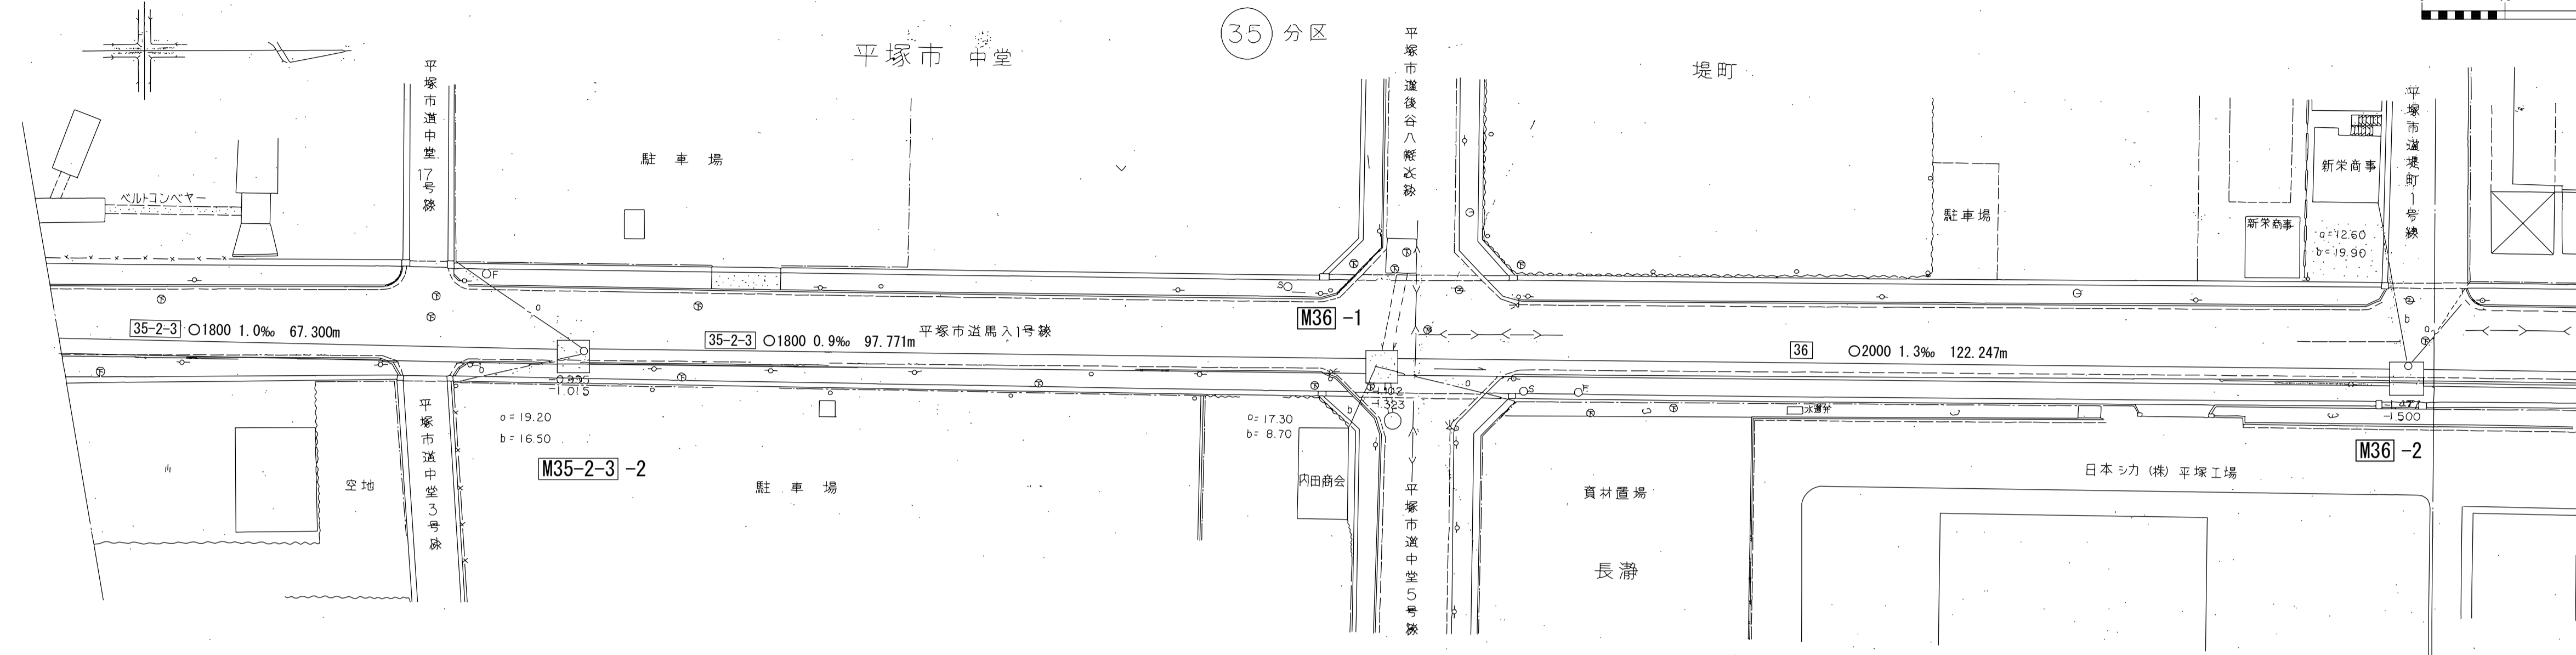 35 分区
平塚市 中堂
堤町
平塚市道中堂17号線
平塚市道後谷八幡水線
平塚市道堤町1号線
駐車場
ベルトコンベヤー
新栄商事
新栄商事
駐車場
a=12.60
b=19.90
F
a
S
M36 -1
35-2-3 ○1800 1.0‰ 67.300m
35-2-3 ○1800 0.9‰ 97.771m
平塚市道馬入1号線
36 ○2000 1.3‰ 122.247m
b
a
b
-1.015
a
S
F
b
水道弁
-1.500
a=19.20
b=16.50
a=17.30
b=8.70
M35-2-3 -2
M36 -2
平塚市道中堂3号線
空地
駐車場
内田商会
平塚市道中堂5号線
資材置場
日本シカ(株)平塚工場
長瀞